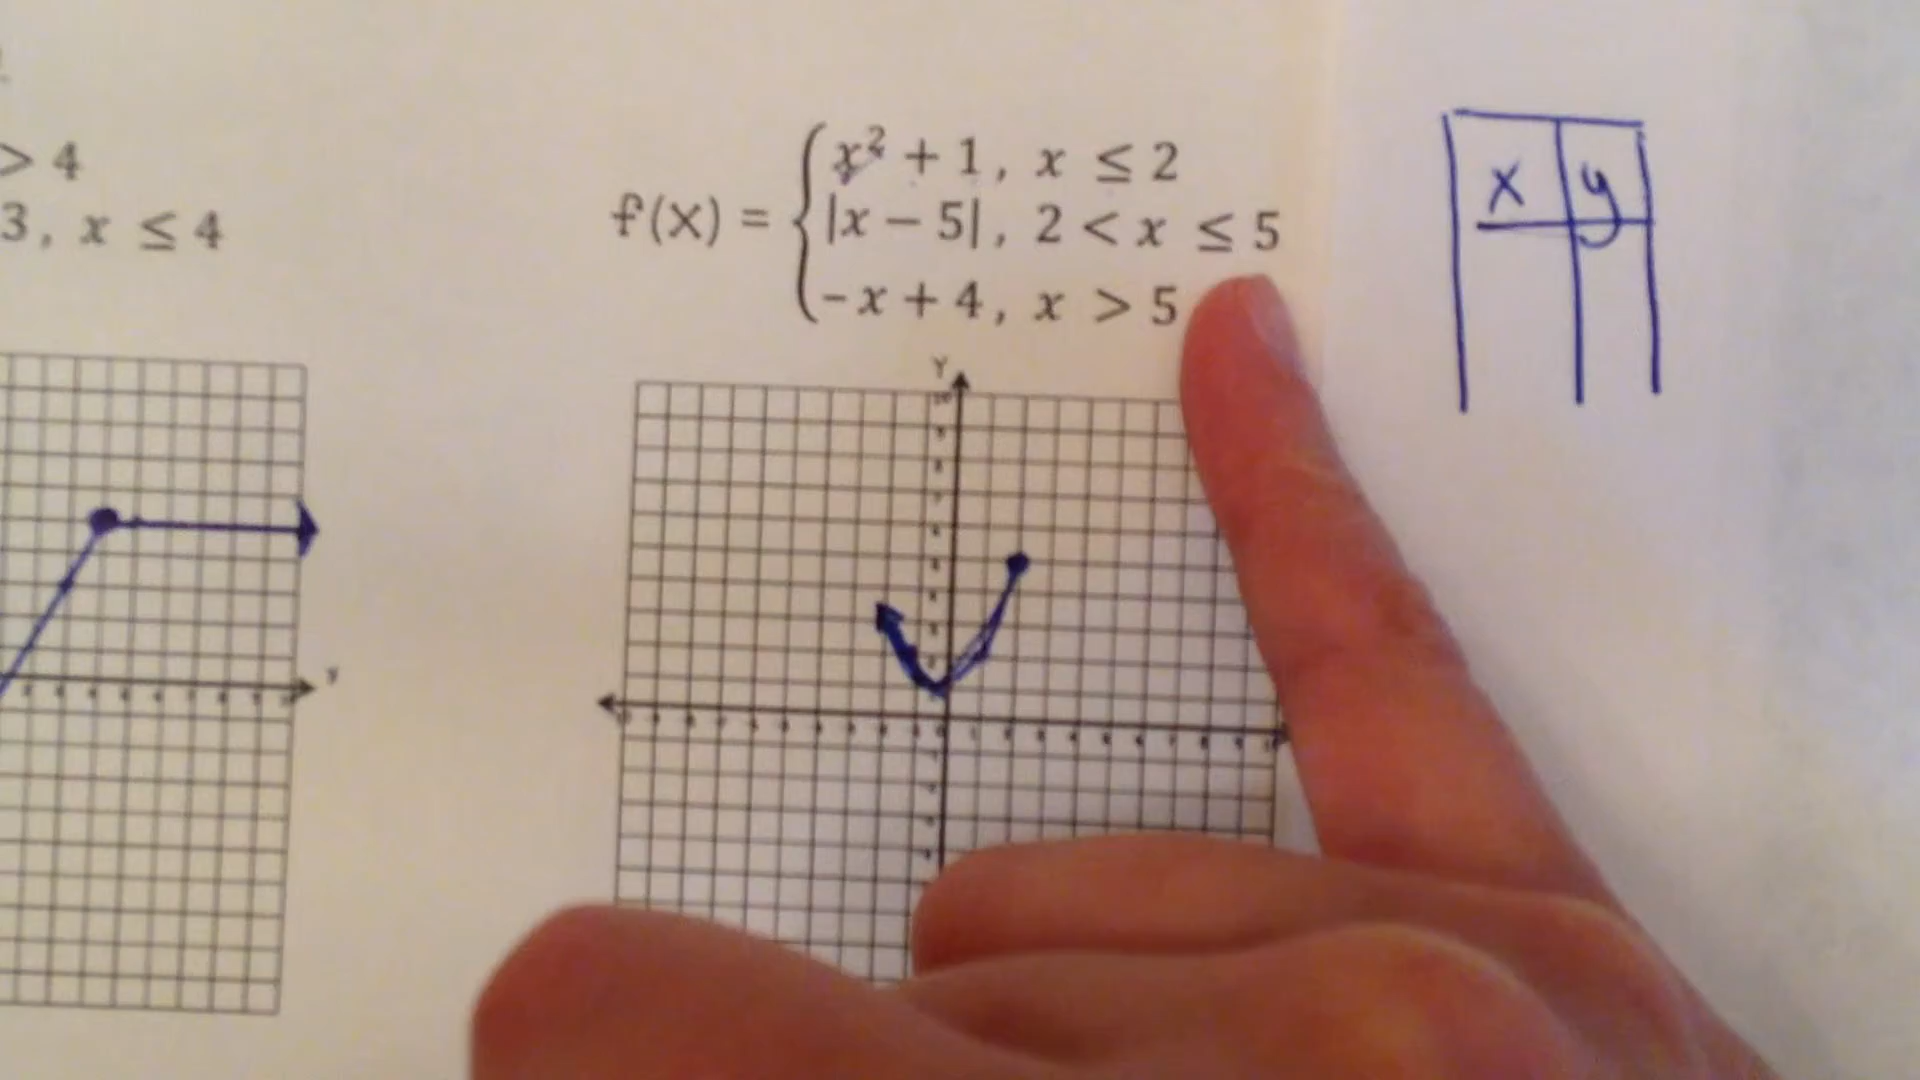 > 4
3, x ≤ 4
f(x) = { x² + 1, x ≤ 2
|x − 5|, 2 < x ≤ 5
−x + 4, x > 5
x y
Y